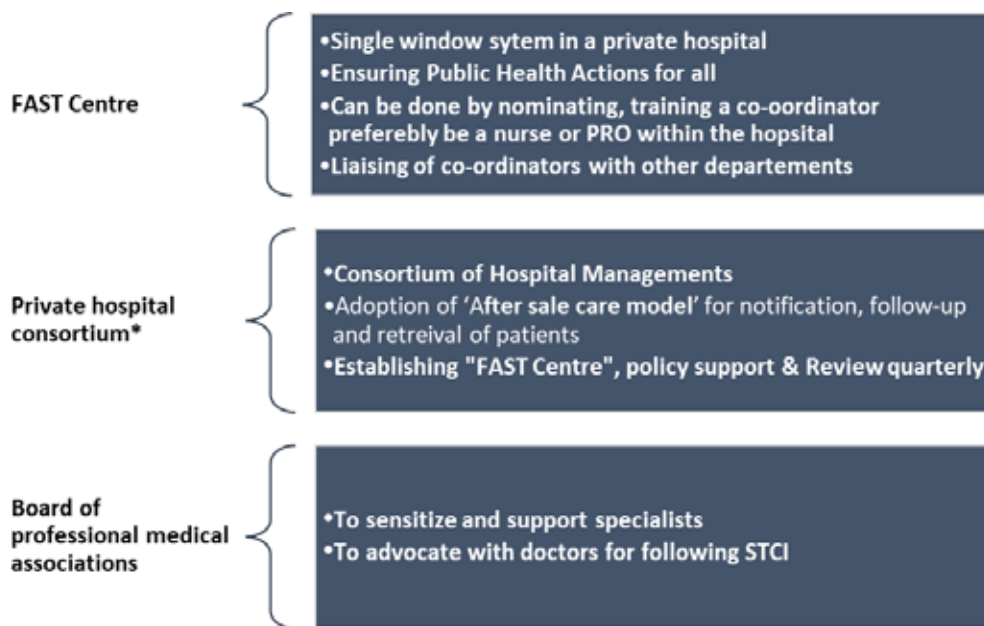 FAST Centre
•Single window sytem in a private hospital
•Ensuring Public Health Actions for all
•Can be done by nominating, training a co-oordinator
preferebly be a nurse or PRO within the hopsital
•Liaising of co-ordinators with other departements
Private hospital
consortium*
•Consortium of Hospital Managements
•Adoption of ‘After sale care model’ for notification, follow-up
and retreival of patients
•Establishing "FAST Centre", policy support & Review quarterly
Board of
professional medical
associations
•To sensitize and support specialists
•To advocate with doctors for following STCI